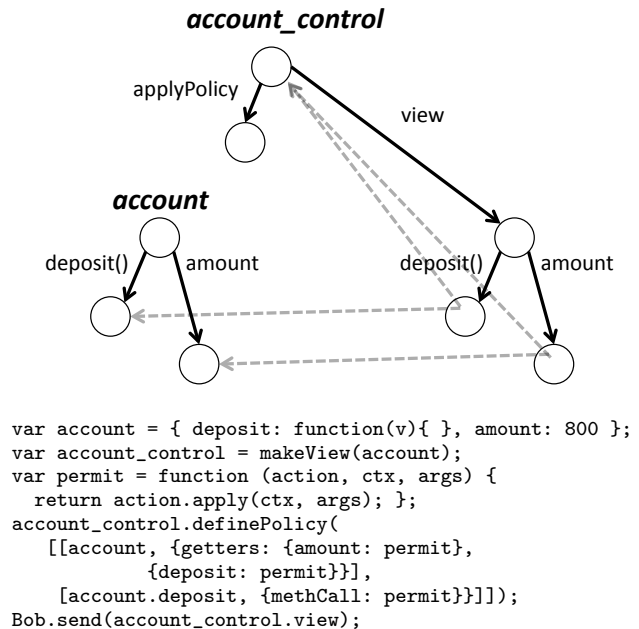 account_control
applyPolicy
view
account
deposit()
amount
deposit()
amount
var account = { deposit: function(v){ }, amount: 800 };
var account_control = makeView(account);
var permit = function (action, ctx, args) {
return action.apply(ctx, args); };
account_control.definePolicy(
[[account, {getters: {amount: permit},
{deposit: permit}}],
[account.deposit, {methCall: permit}}]]);
Bob.send(account_control.view);